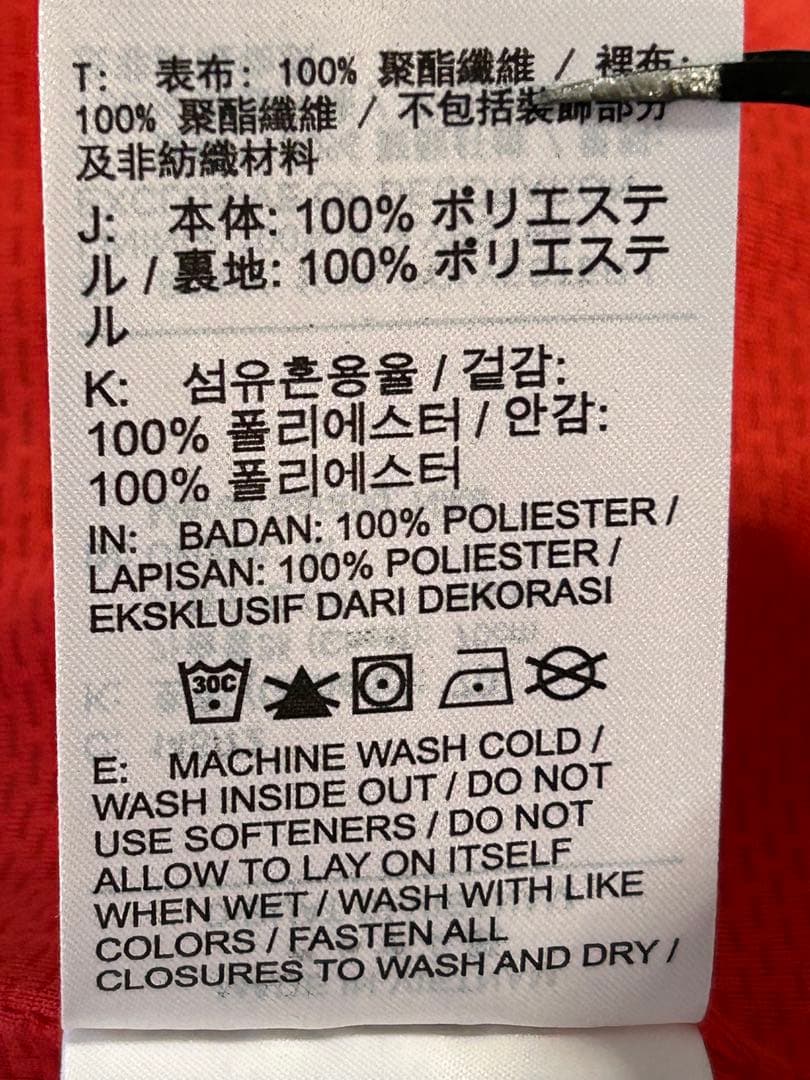 T: 表布: 100% 聚酯纖維 / 裡布:
100% 聚酯纖維 / 不包括裝飾部分
及非紡織材料
J: 本体: 100% ポリエステ
ル / 裏地: 100% ポリエステ
ル
K: 섬유혼용율 / 겉감:
100% 폴리에스터 / 안감:
100% 폴리에스터
IN: BADAN: 100% POLIESTER /
LAPISAN: 100% POLIESTER /
EKSKLUSIF DARI DEKORASI
30C
E: MACHINE WASH COLD /
WASH INSIDE OUT / DO NOT
USE SOFTENERS / DO NOT
ALLOW TO LAY ON ITSELF
WHEN WET / WASH WITH LIKE
COLORS / FASTEN ALL
CLOSURES TO WASH AND DRY /